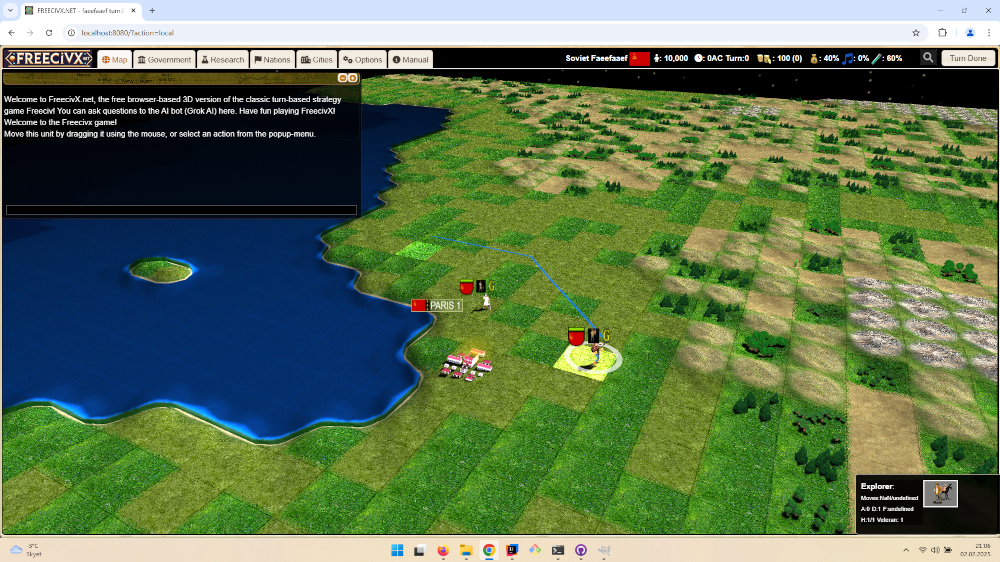 FREECIVX.NET - faeefaaef turn:0
localhost:8080/?action=local
FREECIVX .NET
Map
Government
Research
Nations
Cities
Options
Manual
Soviet Faeefaaef
: 10,000
: 0AC Turn:0
: 100 (0)
: 40%
: 0%
: 60%
Turn Done
Welcome to FreecivX.net, the free browser-based 3D version of the classic turn-based strategy
game Freeciv! You can ask questions to the AI bot (Grok AI) here. Have fun playing FreecivX!
Welcome to the Freecivx game!
Move this unit by dragging it using the mouse, or select an action from the popup-menu.
G
PARIS 1
G
Explorer:
Moves:NaN/undefined
A:0 D:1 F:undefined
H:1/1 Veteran: 1
-3°C
Skyet
21:06
02.02.2025